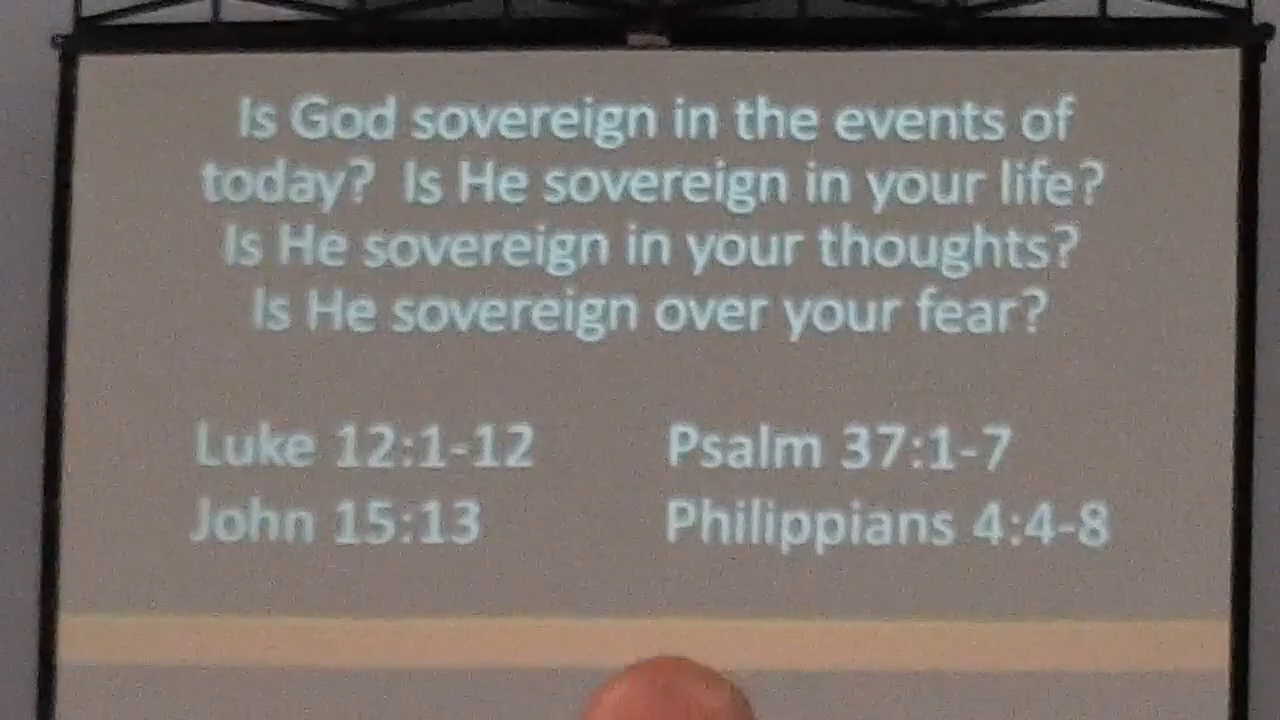 Is God sovereign in the events of
today?  Is He sovereign in your life?
Is He sovereign in your thoughts?
Is He sovereign over your fear?
Luke 12:1-12
Psalm 37:1-7
John 15:13
Philippians 4:4-8